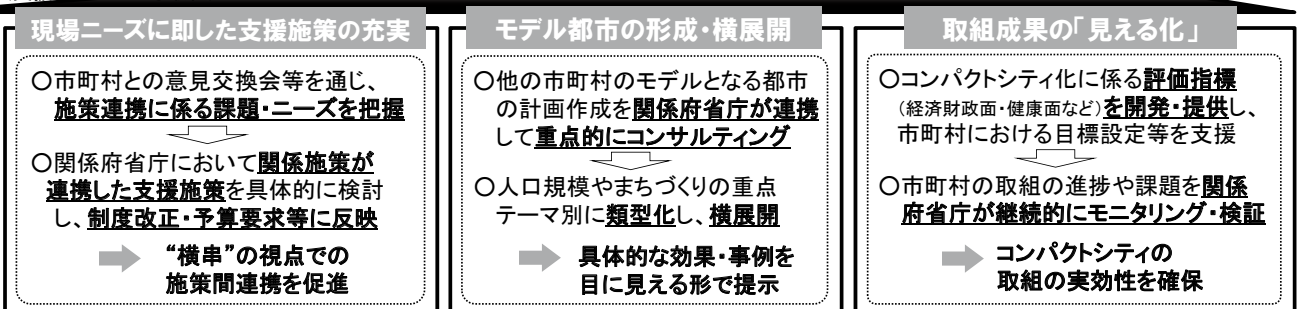 現場ニーズに即した支援施策の充実
〇市町村との意見交換会等を通じ、
施策連携に係る課題・ニーズを把握
〇関係府省庁において関係施策が
連携した支援施策を具体的に検討
し、制度改正・予算要求等に反映
“横串”の視点での
施策間連携を促進
モデル都市の形成・横展開
〇他の市町村のモデルとなる都市
の計画作成を関係府省庁が連携
して重点的にコンサルティング
〇人口規模やまちづくりの重点
テーマ別に類型化し、横展開
具体的な効果・事例を
目に見える形で提示
取組成果の「見える化」
〇コンパクトシティ化に係る評価指標
（経済財政面・健康面など）を開発・提供し、
市町村における目標設定等を支援
〇市町村の取組の進捗や課題を関係
府省庁が継続的にモニタリング・検証
コンパクトシティの
取組の実効性を確保